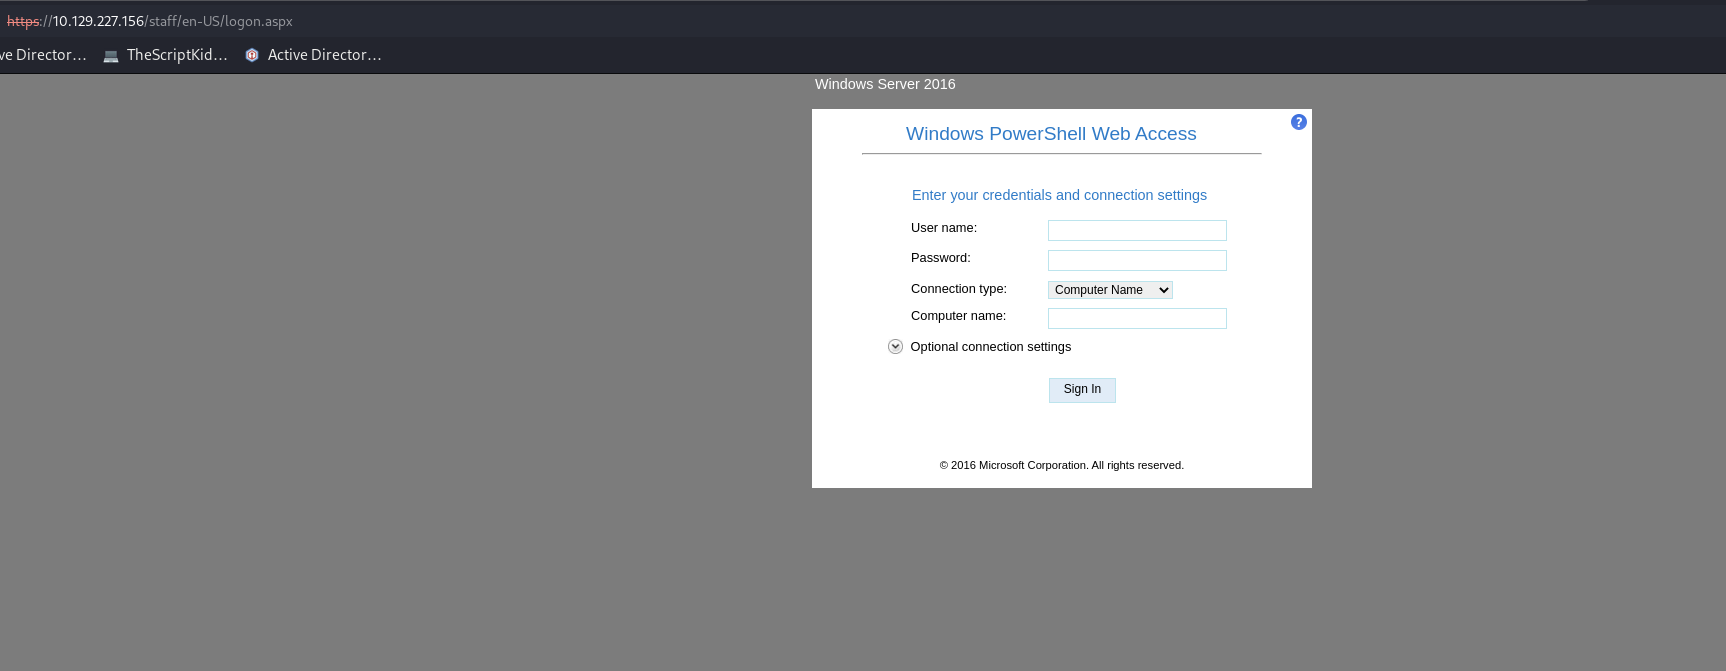 https://10.129.227.156/staff/en-US/logon.aspx
ve Director… TheScriptKid… Active Director…
Windows Server 2016
?
Windows PowerShell Web Access
Enter your credentials and connection settings
User name:
Password:
Connection type: Computer Name
Computer name:
Optional connection settings
Sign In
© 2016 Microsoft Corporation. All rights reserved.